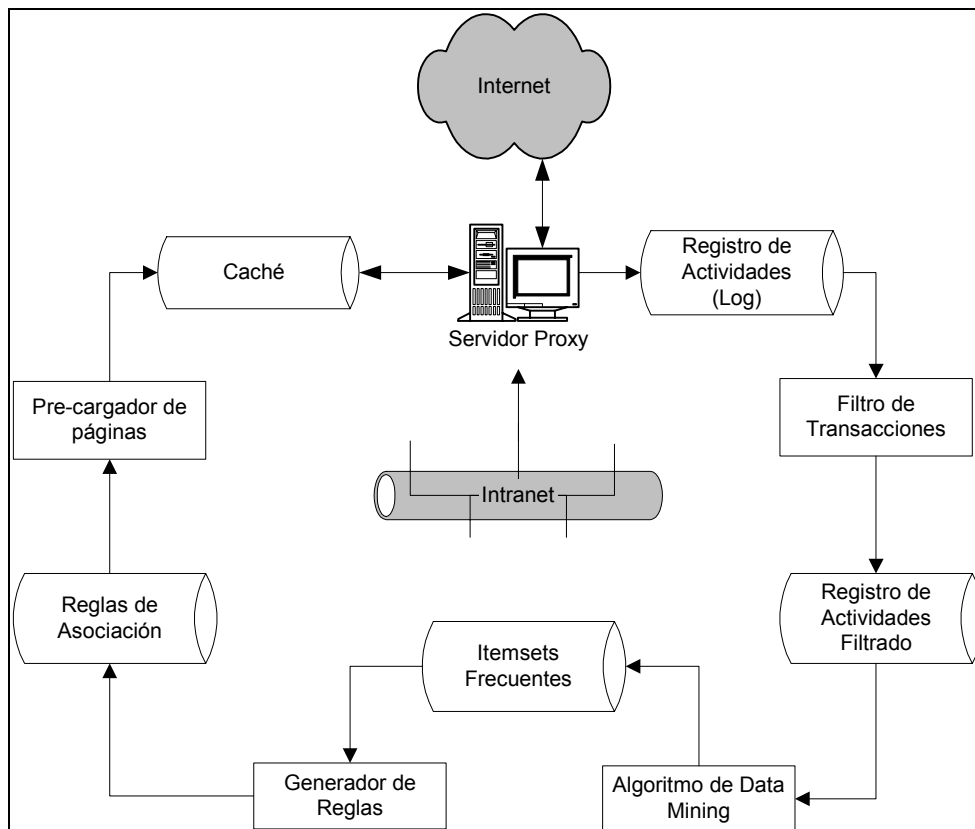 Internet
Caché
Servidor Proxy
Registro de
Actividades
(Log)
Pre-cargador de
páginas
Filtro de
Transacciones
Intranet
Reglas de
Asociación
Registro de
Actividades
Filtrado
Itemsets
Frecuentes
Generador de
Reglas
Algoritmo de Data
Mining